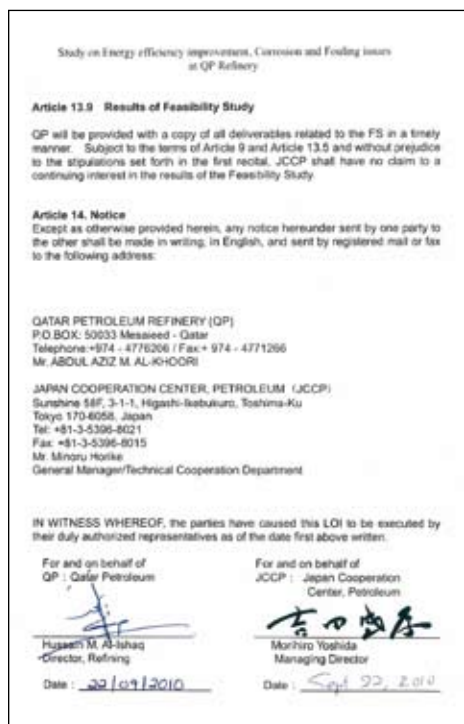 Study on Energy efficiency improvement, Corrosion and Fouling issues
at QP Refinery
Article 13.9 Results of Feasibility Study
QP will be provided with a copy of all deliverables related to the FS in a timely
manner. Subject to the terms of Article 9 and Article 13.5 and without prejudice
to the stipulations set forth in the first recital, JCCP shall have no claim to a
continuing interest in the results of the Feasibility Study.
Article 14. Notice
Except as otherwise provided herein, any notice hereunder sent by one party to
the other shall be made in writing, in English, and sent by registered mail or fax
to the following address:
QATAR PETROLEUM REFINERY (QP)
P.O.BOX: 50033 Mesaieed - Qatar
Telephone:+974 - 4776206 / Fax:+ 974 - 4771266
Mr. ABDUL AZIZ M. AL-KHOORI
JAPAN COOPERATION CENTER, PETROLEUM (JCCP)
Sunshine 58F, 3-1-1, Higashi-Ikebukuro, Toshima-Ku
Tokyo 170-6058, Japan
Tel: +81-3-5396-8021
Fax: +81-3-5396-8015
Mr. Minoru Horike
General Manager/Technical Cooperation Department
IN WITNESS WHEREOF, the parties have caused this LOI to be executed by
their duly authorized representatives as of the date first above written.
For and on behalf of
QP : Qatar Petroleum
Hussain M. Al-Ishaq
Director, Refining
Date : 22/09/2010
For and on behalf of
JCCP : Japan Cooperation
Center, Petroleum
吉田盛厚
Morihiro Yoshida
Managing Director
Date : Sept 22, 2010